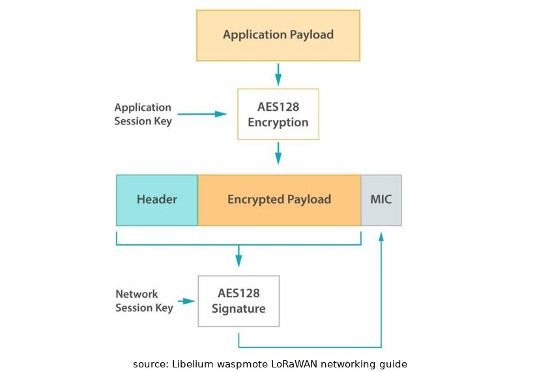 Application Payload
Application
Session Key
AES128
Encryption
Header
Encrypted Payload
MIC
Network
Session Key
AES128
Signature
source: Libelium waspmote LoRaWAN networking guide